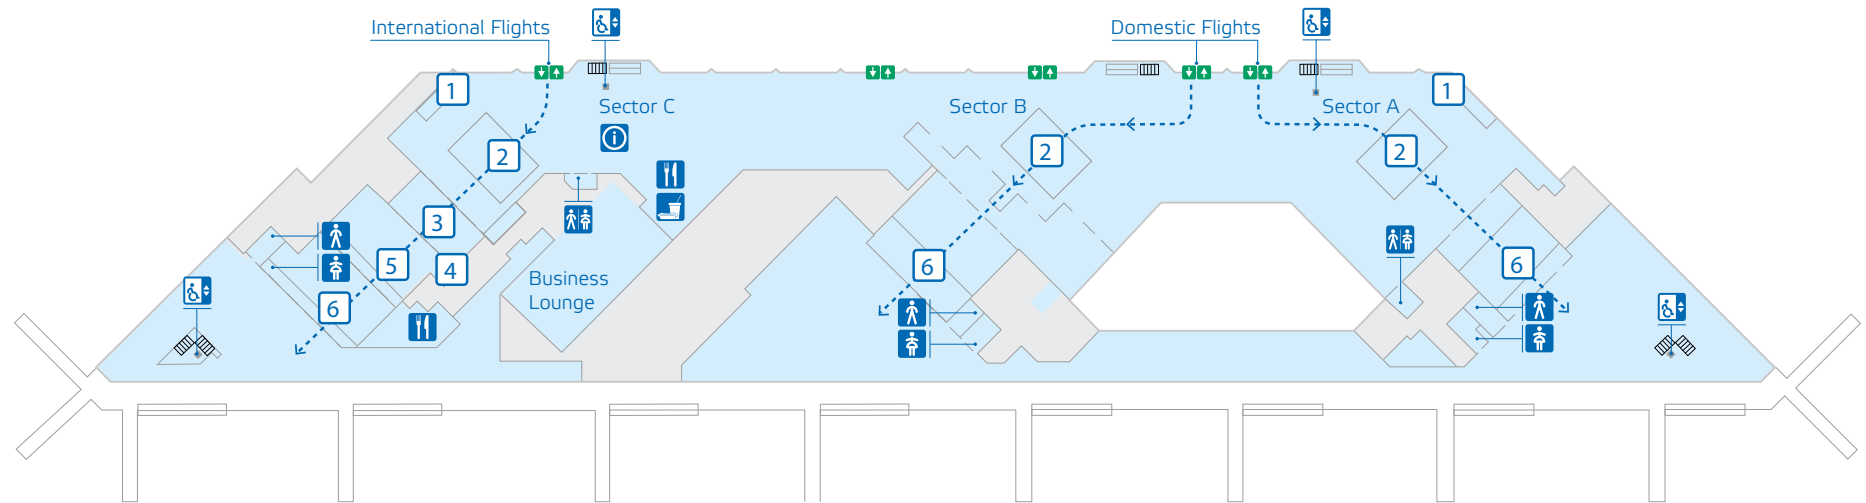 International Flights
Domestic Flights
1
Sector C
Sector B
Sector A
1
2
2
2
3
4
5
6
6
6
Business
Lounge